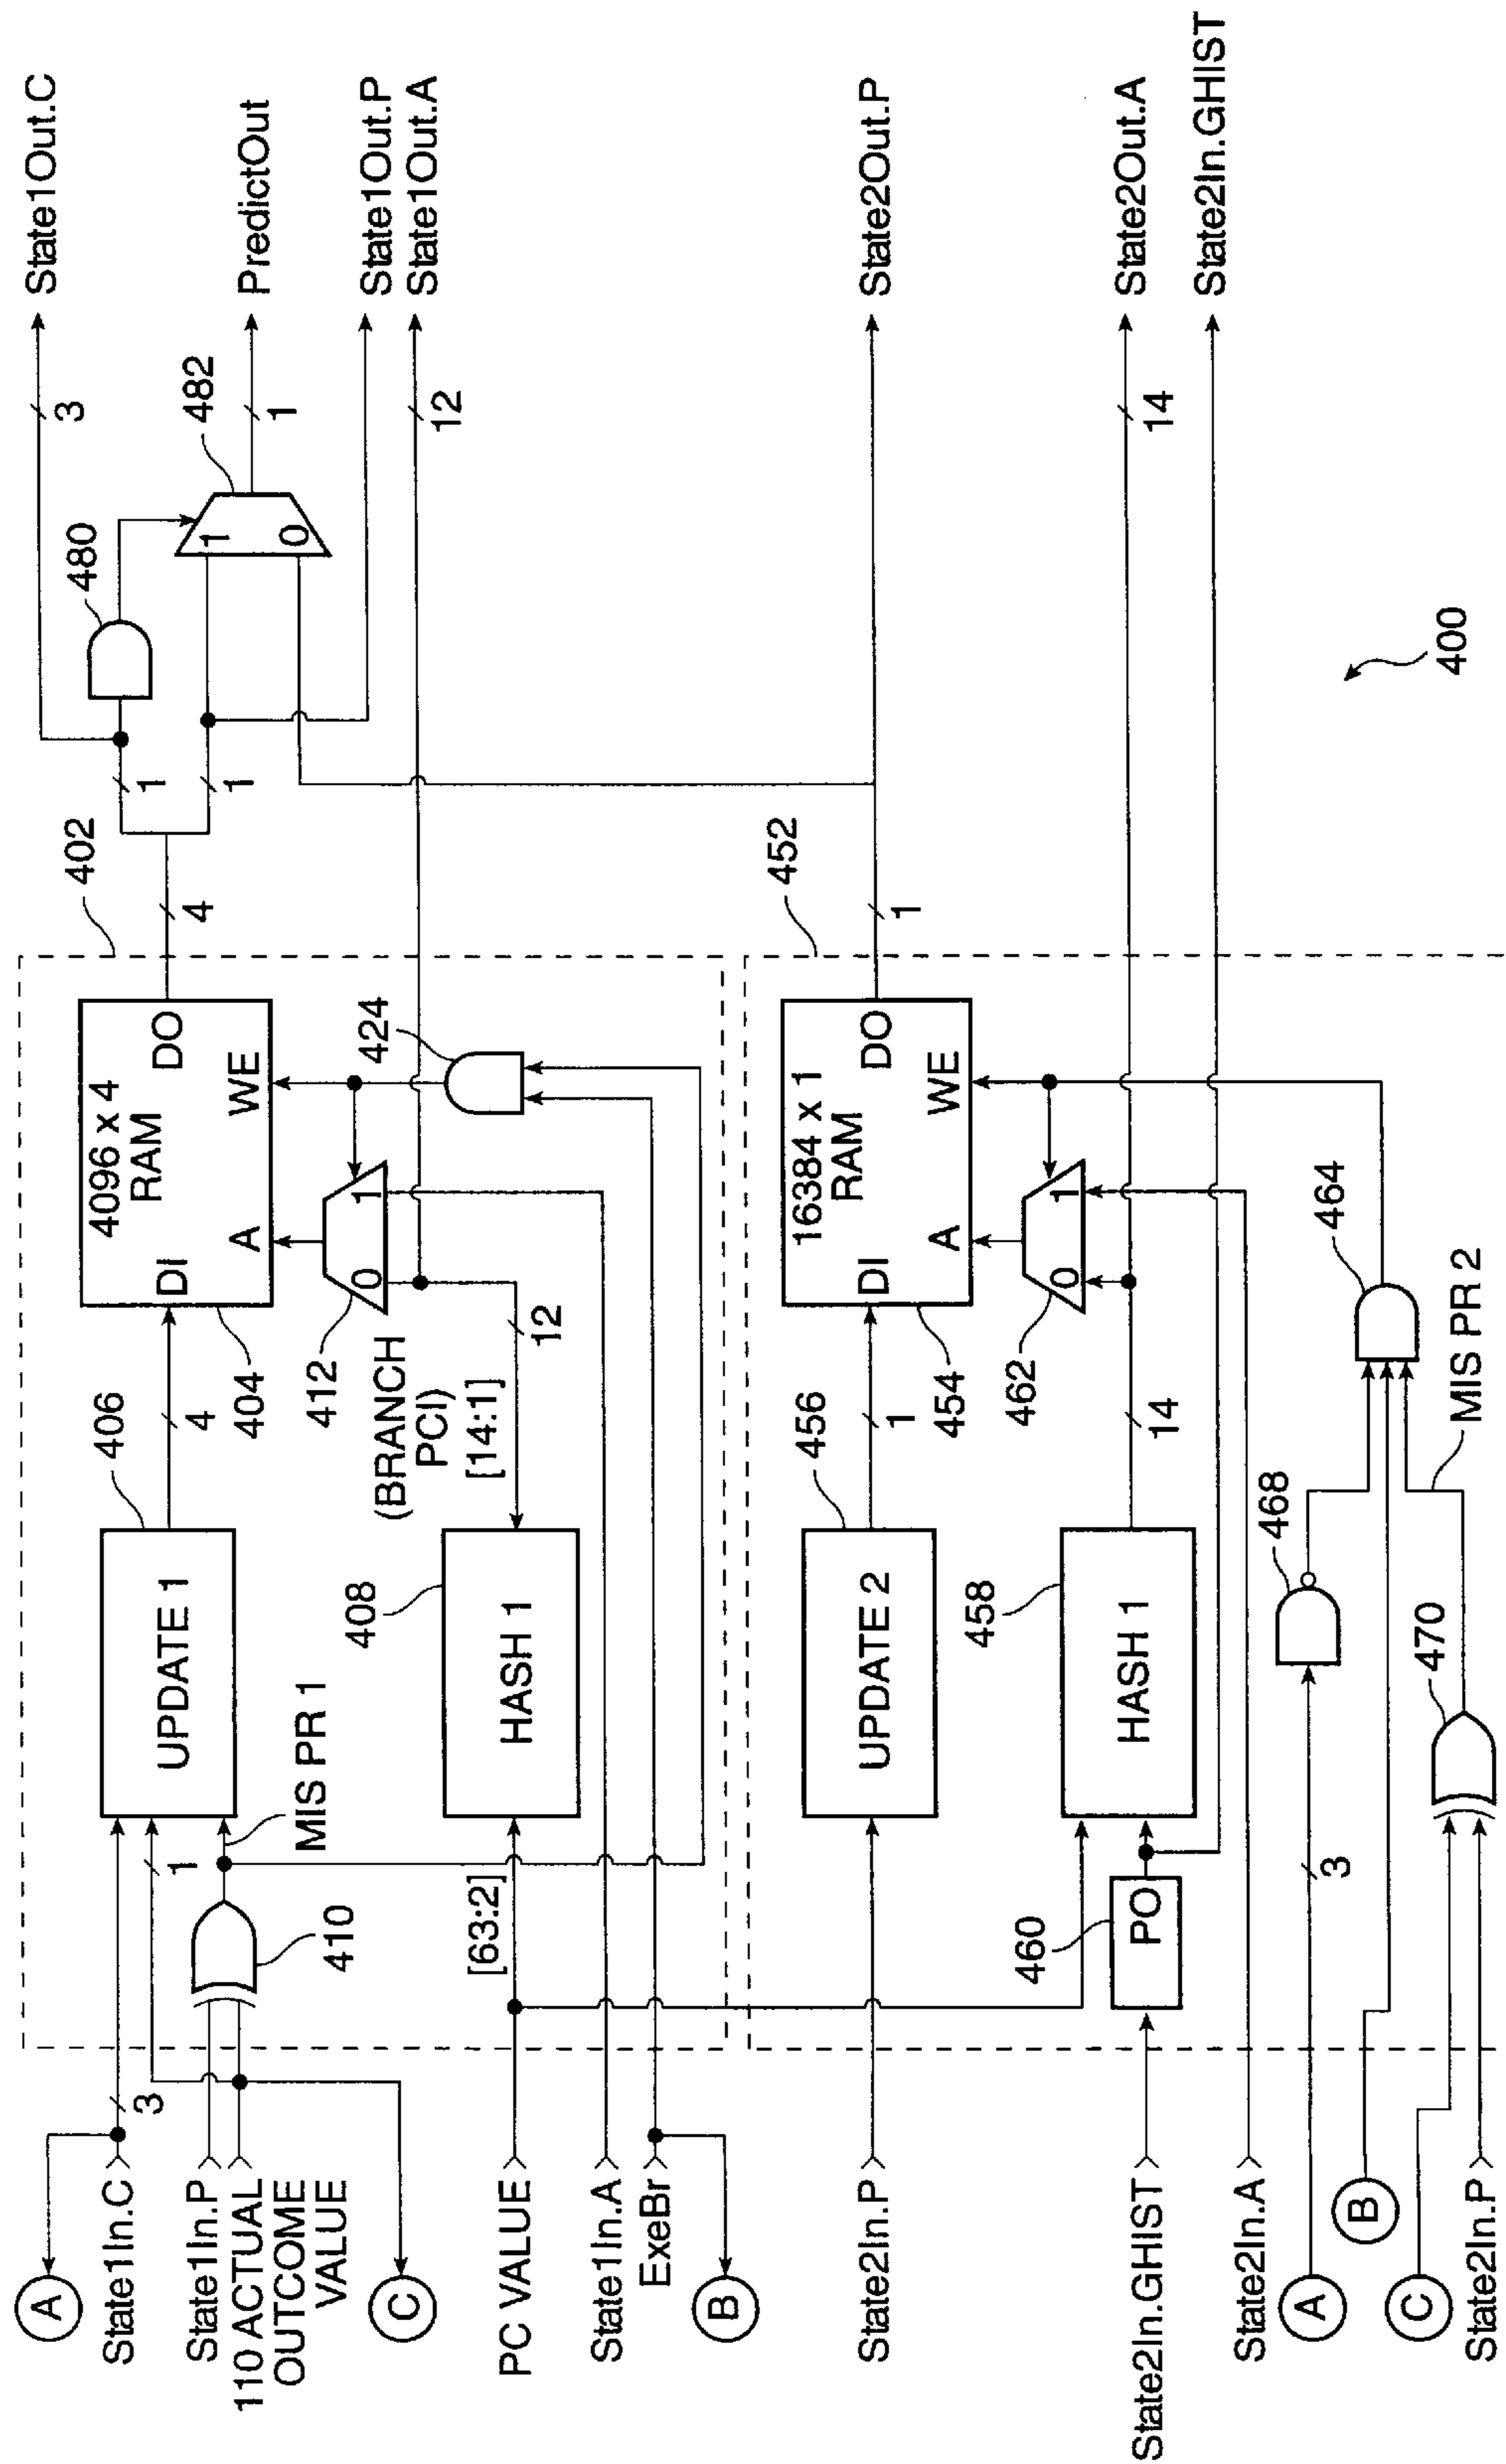 A
State1In.C
3
State1In.P
110 ACTUAL
OUTCOME
VALUE
C
PC VALUE
State1In.A
ExeBr
B
402
406
UPDATE 1
1
MIS PR 1
410
4
4096 x 4
RAM
DI
DO
A
WE
404
412
0
1
424
(BRANCH
PCI)
[14:1]
12
408
HASH 1
[63:2]
4
1
1
480
482
1
0
3
1
12
State1Out.C
PredictOut
State1Out.P
State1Out.A
State2In.P
State2In.GHIST
State2In.A
A
B
C
State2In.P
452
456
UPDATE 2
1
16384 x 1
RAM
DI
DO
A
WE
454
462
0
1
458
HASH 1
14
460
PO
3
468
470
464
MIS PR 2
1
14
State2Out.P
State2Out.A
State2In.GHIST
400